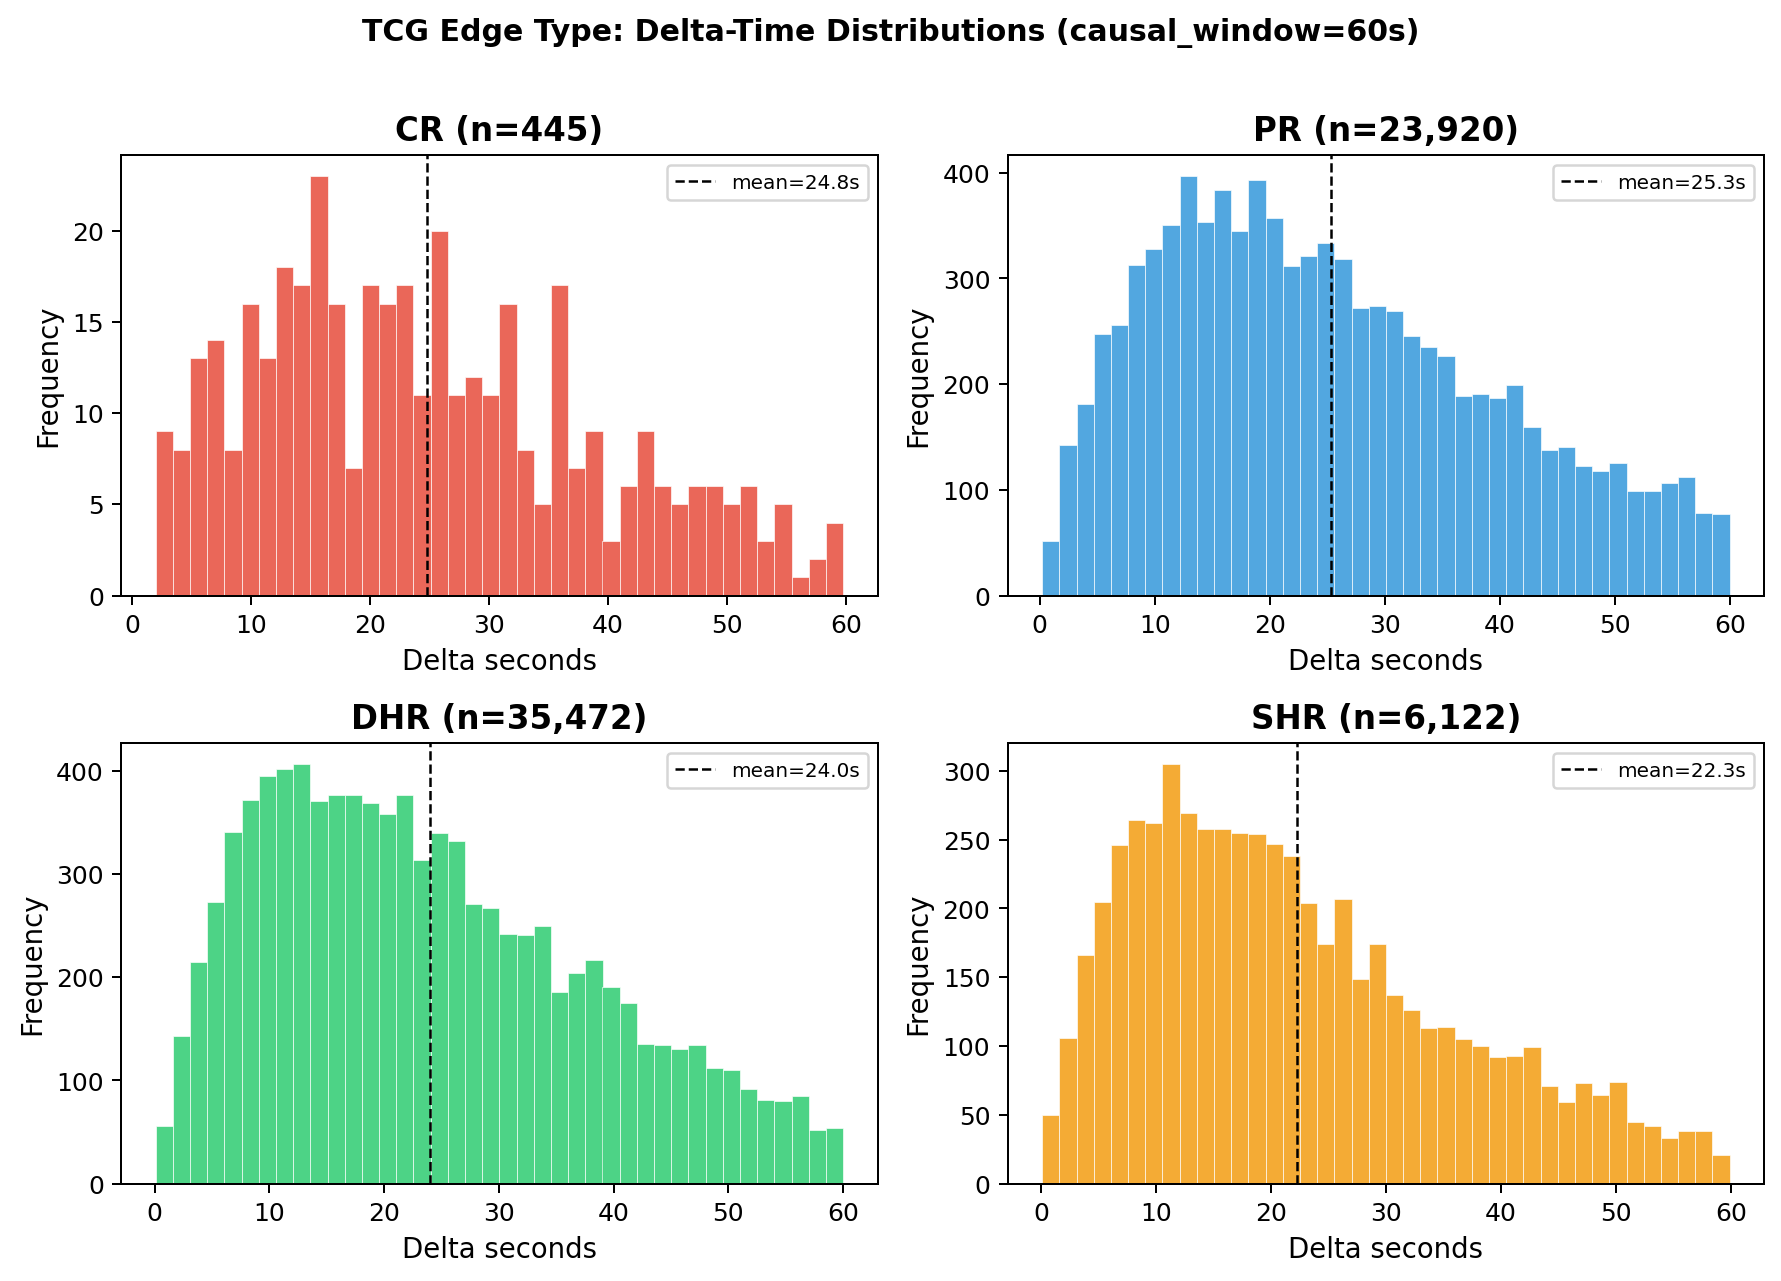 TCG Edge Type: Delta-Time Distributions (causal_window=60s)
CR (n=445)
mean=24.8s
Frequency
20
15
10
5
0
0 10 20 30 40 50 60
Delta seconds
PR (n=23,920)
mean=25.3s
Frequency
400
300
200
100
0
0 10 20 30 40 50 60
Delta seconds
DHR (n=35,472)
mean=24.0s
Frequency
400
300
200
100
0
0 10 20 30 40 50 60
Delta seconds
SHR (n=6,122)
mean=22.3s
Frequency
300
250
200
150
100
50
0
0 10 20 30 40 50 60
Delta seconds